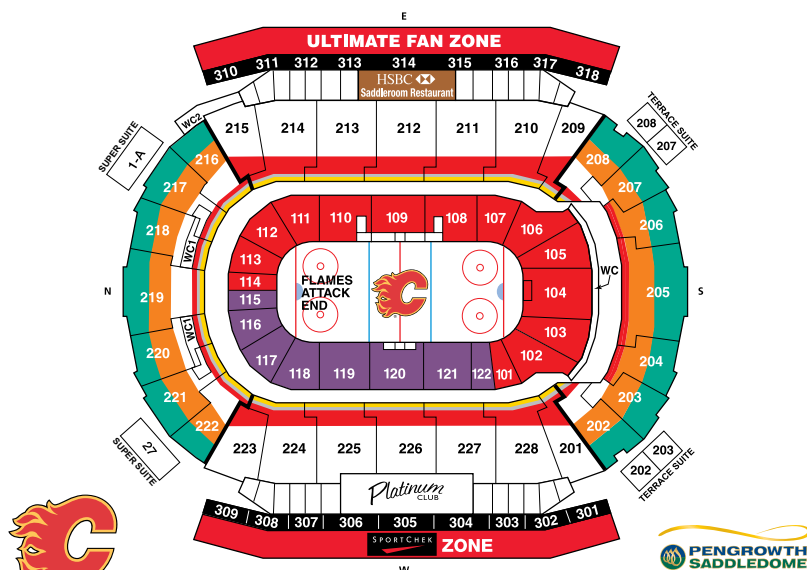 E
ULTIMATE FAN ZONE
310 311 312 313 314 315 316 317 318
HSBC
Saddleroom Restaurant
WC2
215 214 213 212 211 210 209
SUPER SUITE
1-A
TERRACE SUITE
208
207
216
217
218
219
220
221
222
WC1
WC1
N
208
207
206
205
204
203
202
WC
S
111 110 109 108 107
112
113
114
115
116
117
118 119 120 121 122 101
106
105
104
103
102
FLAMES
ATTACK
END
SUPER SUITE
27
203
202
TERRACE SUITE
223 224 225 226 227 228 201
Platinum
CLUB
309 308 307 306 305 304 303 302 301
SPORTCHEK ZONE
W
PENGROWTH
SADDLEDOME